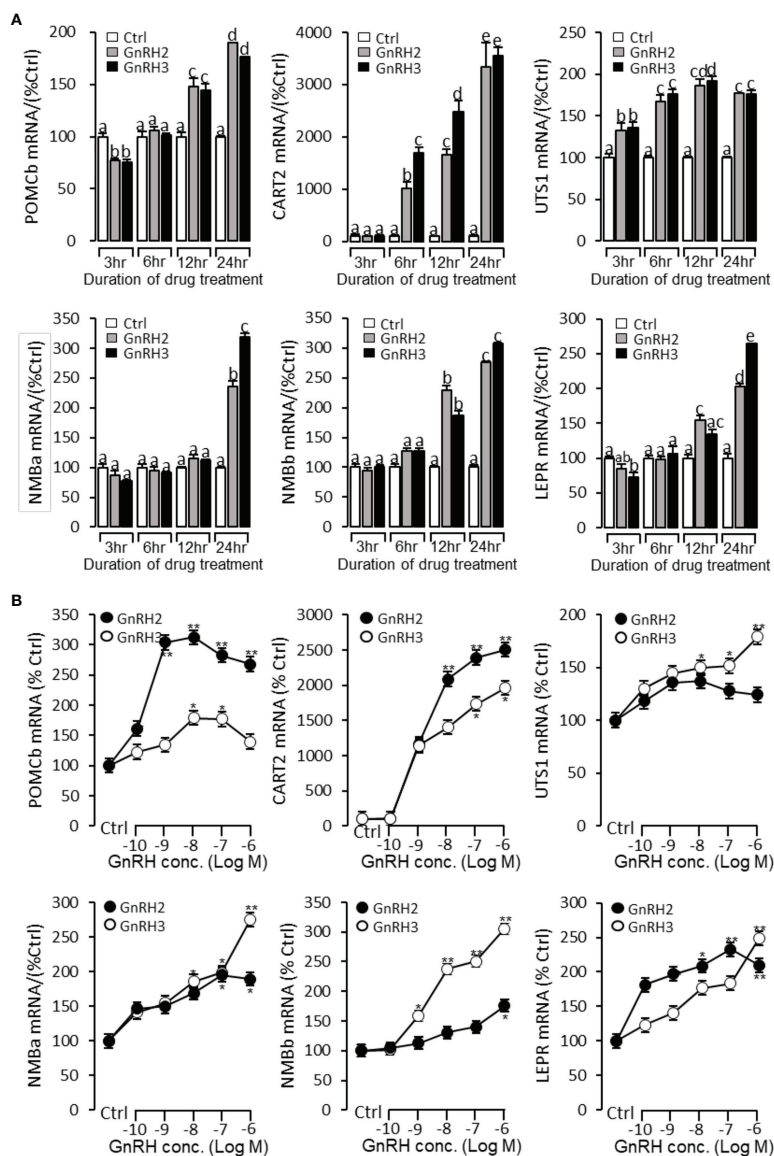 A
Ctrl
GnRH2
GnRH3
POMCb mRNA/(%Ctrl)
200
150
100
50
0
a b b a a a a c c a d d
3hr 6hr 12hr 24hr
Duration of drug treatment
Ctrl
GnRH2
GnRH3
CART2 mRNA/(%Ctrl)
4000
3000
2000
1000
0
a a a a b c a c d a e e
3hr 6hr 12hr 24hr
Duration of drug treatment
Ctrl
GnRH2
GnRH3
UTS1 mRNA/(%Ctrl)
250
200
150
100
50
0
a b b a c c a cd d a c c
3hr 6hr 12hr 24hr
Duration of drug treatment
Ctrl
GnRH2
GnRH3
NMBa mRNA/(%Ctrl)
350
300
250
200
150
100
50
0
a a a a a a a a a a b c
3hr 6hr 12hr 24hr
Duration of drug treatment
Ctrl
GnRH2
GnRH3
NMBb mRNA/(%Ctrl)
350
300
250
200
150
100
50
0
a a a a a a a b b a c c
3hr 6hr 12hr 24hr
Duration of drug treatment
Ctrl
GnRH2
GnRH3
LEPR mRNA/(%Ctrl)
350
300
250
200
150
100
50
0
a ab b a a a a c ac a d e
3hr 6hr 12hr 24hr
Duration of drug treatment
B
GnRH2
GnRH3
POMCb mRNA (% Ctrl)
350
300
250
200
150
100
50
0
** ** ** **
* *
Ctrl
-10 -9 -8 -7 -6
GnRH conc. (Log M)
GnRH2
GnRH3
CART2 mRNA (% Ctrl)
3000
2500
2000
1500
1000
500
0
** ** **
* *
Ctrl
-10 -9 -8 -7 -6
GnRH conc. (Log M)
GnRH2
GnRH3
UTS1 mRNA (% Ctrl)
200
150
100
50
0
* * **
Ctrl
-10 -9 -8 -7 -6
GnRH conc. (Log M)
GnRH2
GnRH3
NMBa mRNA/(%Ctrl)
300
250
200
150
100
50
0
* ** **
* *
Ctrl
-10 -9 -8 -7 -6
GnRH conc. (Log M)
GnRH2
GnRH3
NMBb mRNA (% Ctrl)
350
300
250
200
150
100
50
0
* ** ** **
*
Ctrl
-10 -9 -8 -7 -6
GnRH conc. (Log M)
GnRH2
GnRH3
LEPR mRNA (% Ctrl)
300
250
200
150
100
50
0
* ** **
**
Ctrl
-10 -9 -8 -7 -6
GnRH conc. (Log M)